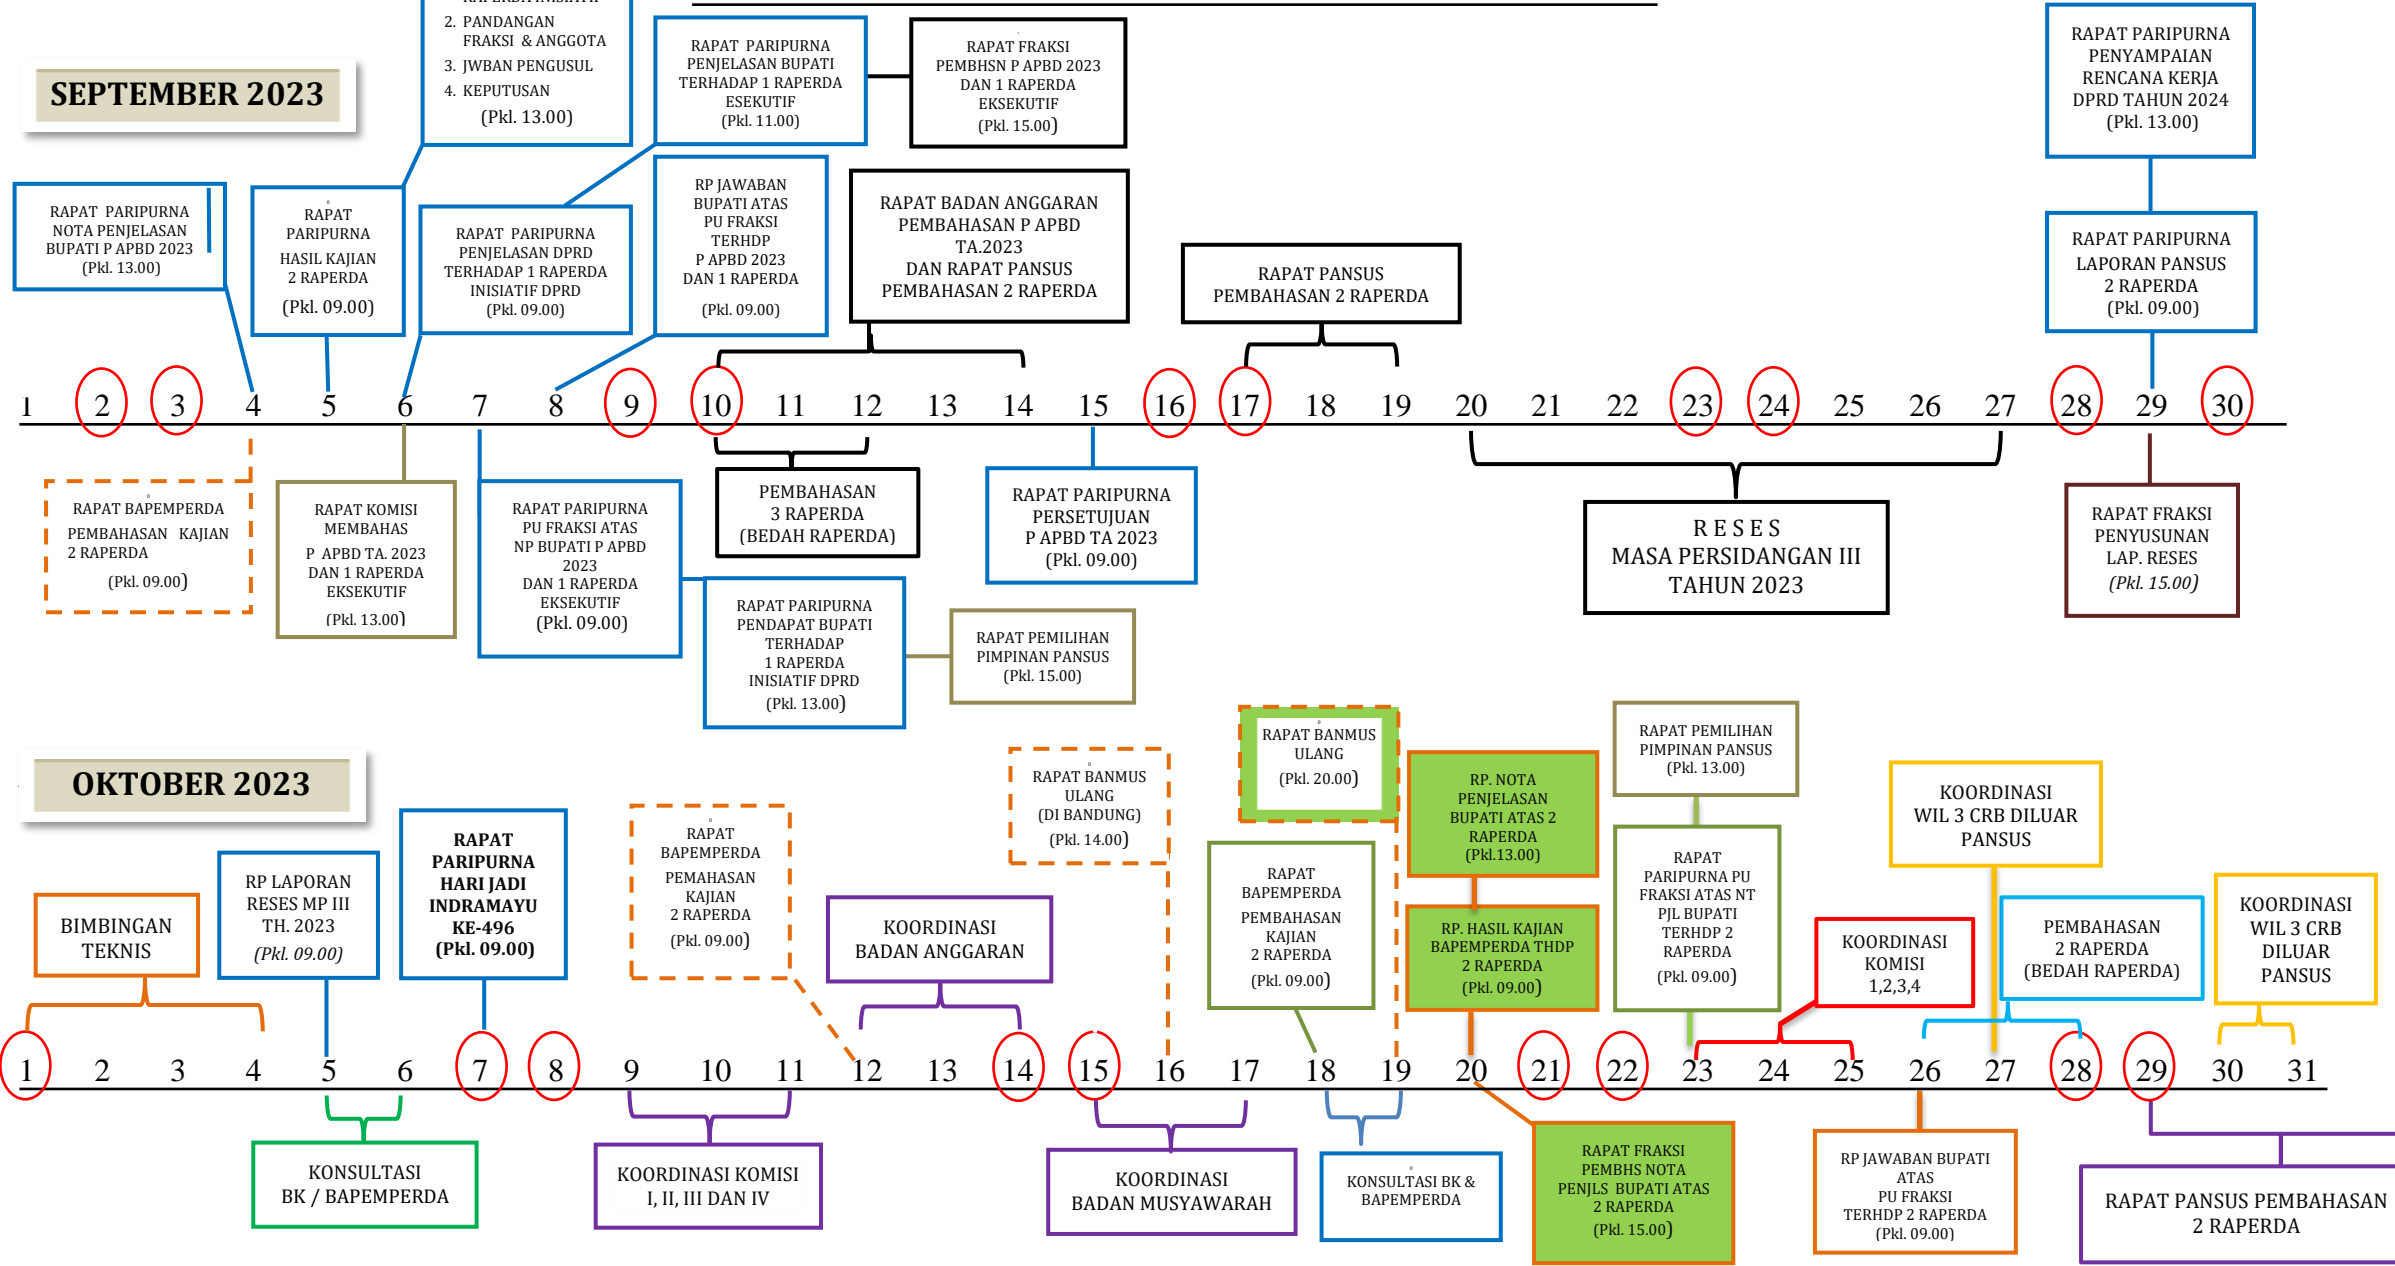 2. PANDANGAN
FRAKSI & ANGGOTA
3. JWBAN PENGUSUL
4. KEPUTUSAN
(Pkl. 13.00)
SEPTEMBER 2023
RAPAT PARIPURNA
PENJELASAN BUPATI
TERHADAP 1 RAPERDA
ESEKUTIF
(Pkl. 11.00)
RAPAT FRAKSI
PEMBHSN P APBD 2023
DAN 1 RAPERDA
EKSEKUTIF
(Pkl. 15.00)
RAPAT PARIPURNA
PENYAMPAIAN
RENCANA KERJA
DPRD TAHUN 2024
(Pkl. 13.00)
RAPAT PARIPURNA
NOTA PENJELASAN
BUPATI P APBD 2023
(Pkl. 13.00)
RAPAT
PARIPURNA
HASIL KAJIAN
2 RAPERDA
(Pkl. 09.00)
RAPAT PARIPURNA
PENJELASAN DPRD
TERHADAP 1 RAPERDA
INISIATIF DPRD
(Pkl. 09.00)
RP JAWABAN
BUPATI ATAS
PU FRAKSI
TERHDP
P APBD 2023
DAN 1 RAPERDA
(Pkl. 09.00)
RAPAT BADAN ANGGARAN
PEMBAHASAN P APBD
TA.2023
DAN RAPAT PANSUS
PEMBAHASAN 2 RAPERDA
RAPAT PANSUS
PEMBAHASAN 2 RAPERDA
RAPAT PARIPURNA
LAPORAN PANSUS
2 RAPERDA
(Pkl. 09.00)
1 2 3 4 5 6 7 8 9 10 11 12 13 14 15 16 17 18 19 20 21 22 23 24 25 26 27 28 29 30
RAPAT BAPEMPERDA
PEMBAHASAN KAJIAN
2 RAPERDA
(Pkl. 09.00)
RAPAT KOMISI
MEMBAHAS
P APBD TA. 2023
DAN 1 RAPERDA
EKSEKUTIF
(Pkl. 13.00)
RAPAT PARIPURNA
PU FRAKSI ATAS
NP BUPATI P APBD
2023
DAN 1 RAPERDA
EKSEKUTIF
(Pkl. 09.00)
PEMBAHASAN
3 RAPERDA
(BEDAH RAPERDA)
RAPAT PARIPURNA
PERSETUJUAN
P APBD TA 2023
(Pkl. 09.00)
R E S E S
MASA PERSIDANGAN III
TAHUN 2023
RAPAT FRAKSI
PENYUSUNAN
LAP. RESES
(Pkl. 15.00)
RAPAT PARIPURNA
PENDAPAT BUPATI
TERHADAP
1 RAPERDA
INISIATIF DPRD
(Pkl. 13.00)
RAPAT PEMILIHAN
PIMPINAN PANSUS
(Pkl. 15.00)
OKTOBER 2023
BIMBINGAN
TEKNIS
RP LAPORAN
RESES MP III
TH. 2023
(Pkl. 09.00)
RAPAT
PARIPURNA
HARI JADI
INDRAMAYU
KE-496
(Pkl. 09.00)
RAPAT
BAPEMPERDA
PEMAHASAN
KAJIAN
2 RAPERDA
(Pkl. 09.00)
KOORDINASI
BADAN ANGGARAN
RAPAT BANMUS
ULANG
(DI BANDUNG)
(Pkl. 14.00)
RAPAT BANMUS
ULANG
(Pkl. 20.00)
RAPAT
BAPEMPERDA
PEMBAHASAN
KAJIAN
2 RAPERDA
(Pkl. 09.00)
RP. NOTA
PENJELASAN
BUPATI ATAS 2
RAPERDA
(Pkl.13.00)
RP. HASIL KAJIAN
BAPEMPERDA THDP
2 RAPERDA
(Pkl. 09.00)
RAPAT PEMILIHAN
PIMPINAN PANSUS
(Pkl. 13.00)
RAPAT
PARIPURNA PU
FRAKSI ATAS NT
PJL BUPATI
TERHDP 2
RAPERDA
(Pkl. 09.00)
KOORDINASI
KOMISI
1,2,3,4
KOORDINASI
WIL 3 CRB DILUAR
PANSUS
PEMBAHASAN
2 RAPERDA
(BEDAH RAPERDA)
KOORDINASI
WIL 3 CRB
DILUAR
PANSUS
1 2 3 4 5 6 7 8 9 10 11 12 13 14 15 16 17 18 19 20 21 22 23 24 25 26 27 28 29 30 31
KONSULTASI
BK / BAPEMPERDA
KOORDINASI KOMISI
I, II, III DAN IV
KOORDINASI
BADAN MUSYAWARAH
KONSULTASI BK &
BAPEMPERDA
RAPAT FRAKSI
PEMBHS NOTA
PENJLS BUPATI ATAS
2 RAPERDA
(Pkl. 15.00)
RP JAWABAN BUPATI
ATAS
PU FRAKSI
TERHDP 2 RAPERDA
(Pkl. 09.00)
RAPAT PANSUS PEMBAHASAN
2 RAPERDA